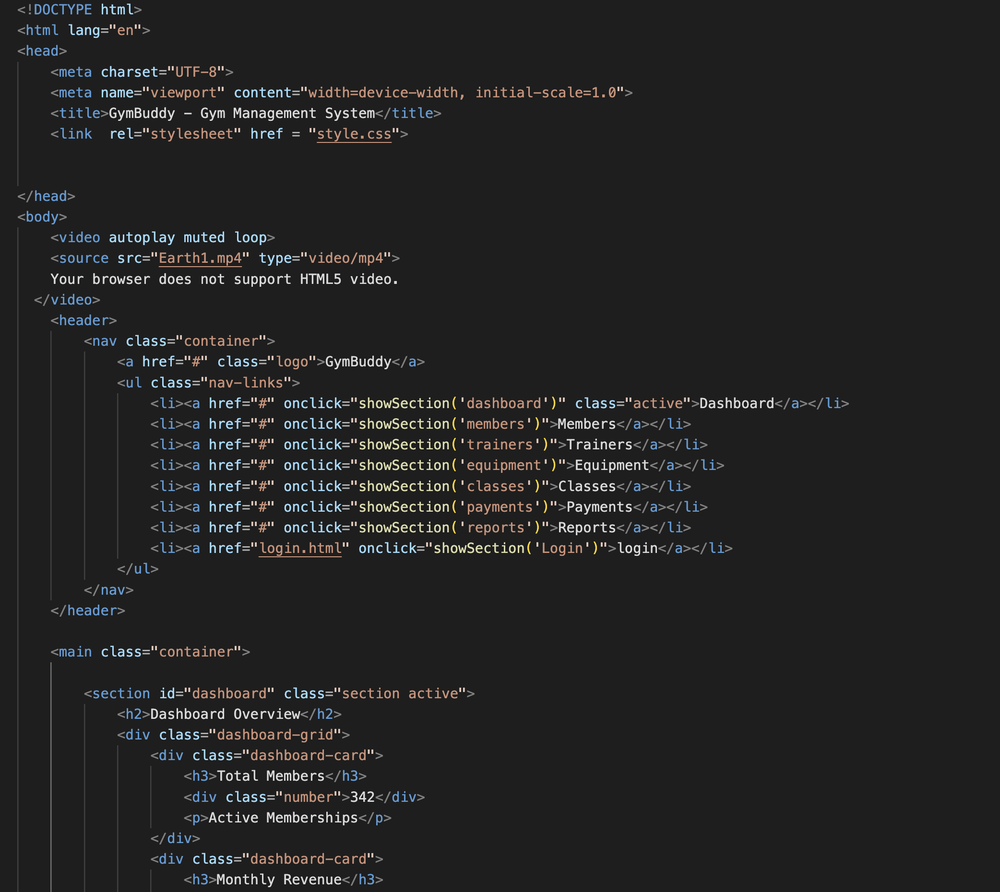 <!DOCTYPE html>
<html lang="en">
<head>
    <meta charset="UTF-8">
    <meta name="viewport" content="width=device-width, initial-scale=1.0">
    <title>GymBuddy - Gym Management System</title>
    <link  rel="stylesheet" href = "style.css">
</head>
<body>
    <video autoplay muted loop>
    <source src="Earth1.mp4" type="video/mp4">
    Your browser does not support HTML5 video.
  </video>
    <header>
        <nav class="container">
            <a href="#" class="logo">GymBuddy</a>
            <ul class="nav-links">
                <li><a href="#" onclick="showSection('dashboard')" class="active">Dashboard</a></li>
                <li><a href="#" onclick="showSection('members')">Members</a></li>
                <li><a href="#" onclick="showSection('trainers')">Trainers</a></li>
                <li><a href="#" onclick="showSection('equipment')">Equipment</a></li>
                <li><a href="#" onclick="showSection('classes')">Classes</a></li>
                <li><a href="#" onclick="showSection('payments')">Payments</a></li>
                <li><a href="#" onclick="showSection('reports')">Reports</a></li>
                <li><a href="login.html" onclick="showSection('Login')">login</a></li>
            </ul>
        </nav>
    </header>
    <main class="container">
        <section id="dashboard" class="section active">
            <h2>Dashboard Overview</h2>
            <div class="dashboard-grid">
                <div class="dashboard-card">
                    <h3>Total Members</h3>
                    <div class="number">342</div>
                    <p>Active Memberships</p>
                </div>
                <div class="dashboard-card">
                    <h3>Monthly Revenue</h3>